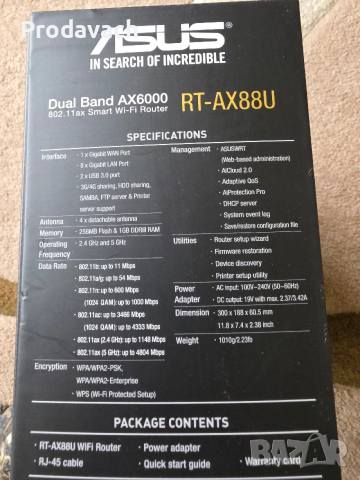 Prodavach
ASUS
IN SEARCH OF INCREDIBLE
Dual Band AX6000
802.11ax Smart Wi-Fi Router
RT-AX88U
SPECIFICATIONS
Interface
• 1 x Gigabit WAN Port
• 8 x Gigabit LAN Port
• 2 x USB 3.0 port
• 3G/4G sharing, HDD sharing,
SAMBA, FTP server & Printer
server support
Antenna
• 4 x detachable antenna
Memory
• 256MB Flash & 1GB DDRIII RAM
Operating
Frequency
• 2.4 GHz and 5 GHz
Data Rate
• 802.11b: up to 11 Mbps
• 802.11a/g: up to 54 Mbps
• 802.11n: up to 600 Mbps
(1024 QAM): up to 1000 Mbps
• 802.11ac: up to 3466 Mbps
(1024 QAM): up to 4333 Mbps
• 802.11ax (2.4 GHz): up to 1148 Mbps
• 802.11ax (5 GHz): up to 4804 Mbps
Encryption
• WPA/WPA2-PSK,
WPA/WPA2-Enterprise
• WPS (Wi-Fi Protected Setup)
Management
• ASUSWRT
(Web-based administration)
• AiCloud 2.0
• Adaptive QoS
• AiProtection Pro
• DHCP server
• System event log
• Save/restore configuration file
Utilities
• Router setup wizard
• Firmware restoration
• Device discovery
• Printer setup utility
Power
Adapter
• AC input: 100V~240V (50~60Hz)
• DC output: 19V with max. 2.37/3.42A
Dimension
• 300 x 188 x 60.5 mm
11.8 x 7.4 x 2.38 inch
Weight
• 1010g/2.23lb
PACKAGE CONTENTS
• RT-AX88U WiFi Router
• RJ-45 cable
• Power adapter
• Quick start guide
• Warranty card
BAZAR